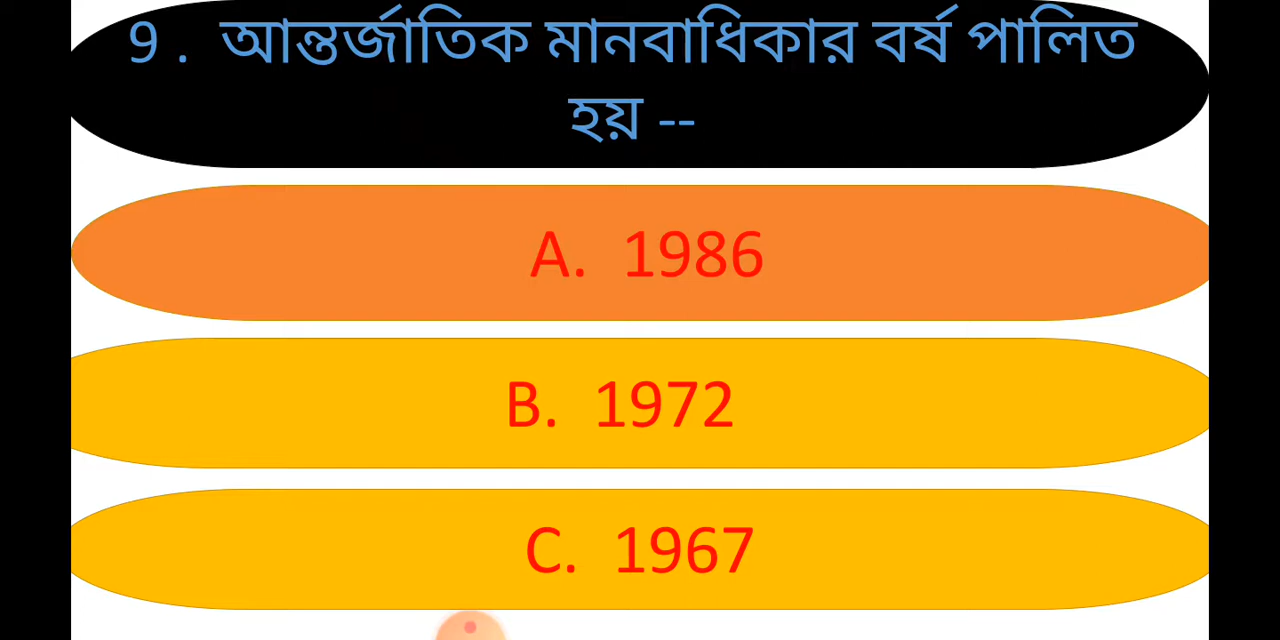 9 . আন্তর্জাতিক মানবাধিকার বর্ষ পালিত
হয় --
A. 1986
B. 1972
C. 1967